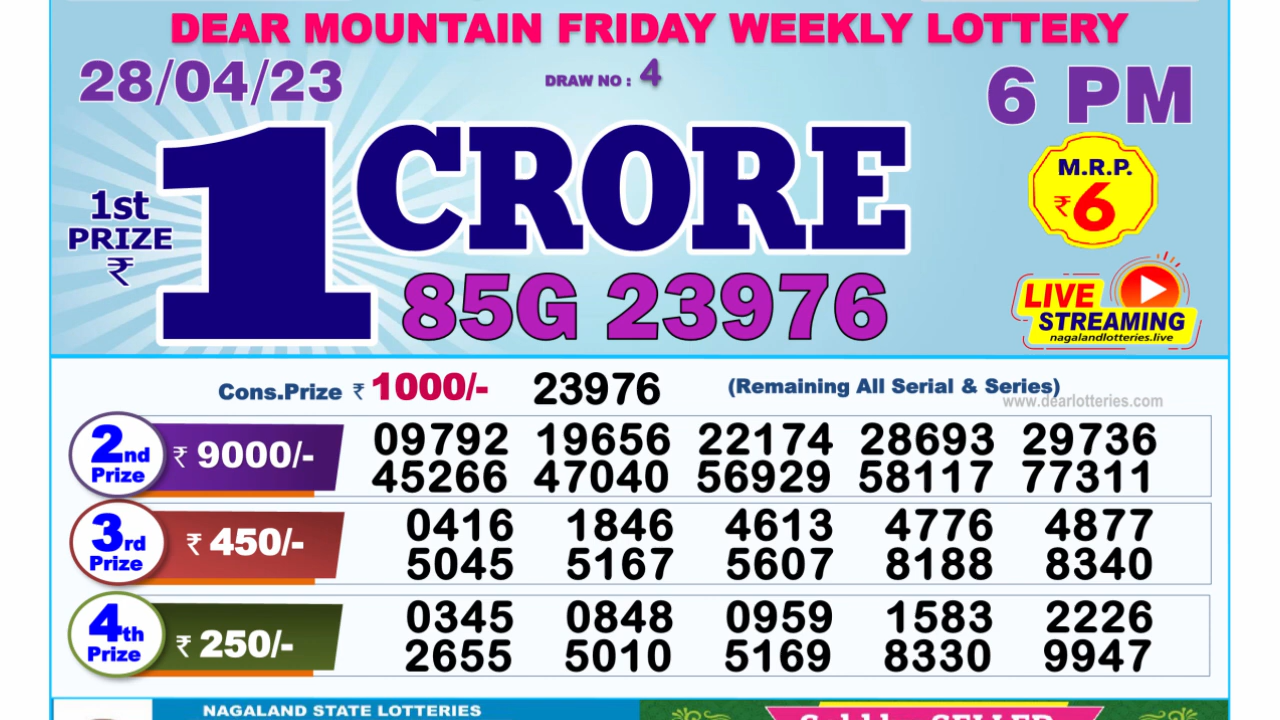 DEAR MOUNTAIN FRIDAY WEEKLY LOTTERY
28/04/23
DRAW NO : 4
6 PM
1st PRIZE ₹
1 CRORE
85G 23976
M.R.P.
₹6
LIVE
STREAMING
nagalandlotteries.live
Cons.Prize ₹ 1000/- 23976 (Remaining All Serial & Series)
www.dearlotteries.com
2nd Prize ₹ 9000/-
09792 19656 22174 28693 29736
45266 47040 56929 58117 77311
3rd Prize ₹ 450/-
0416 1846 4613 4776 4877
5045 5167 5607 8188 8340
4th Prize ₹ 250/-
0345 0848 0959 1583 2226
2655 5010 5169 8330 9947
NAGALAND STATE LOTTERIES